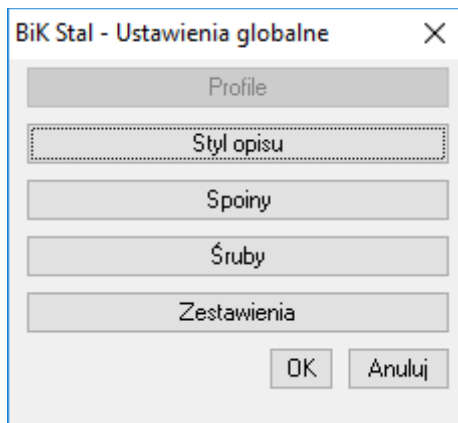 BiK Stal - Ustawienia globalne
Profile
Styl opisu
Spoiny
Śruby
Zestawienia
OK Anuluj